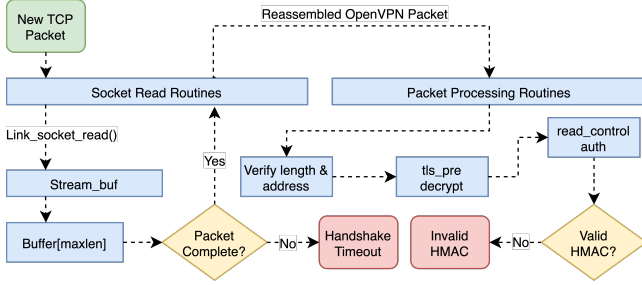 New TCP
Packet
Reassembled OpenVPN Packet
Socket Read Routines
Packet Processing Routines
Link_socket_read()
read_control
auth
Yes
Verify length &
address
tls_pre
decrypt
Stream_buf
Buffer[maxlen]
Packet
Complete?
No
Handshake
Timeout
Invalid
HMAC
No
Valid
HMAC?